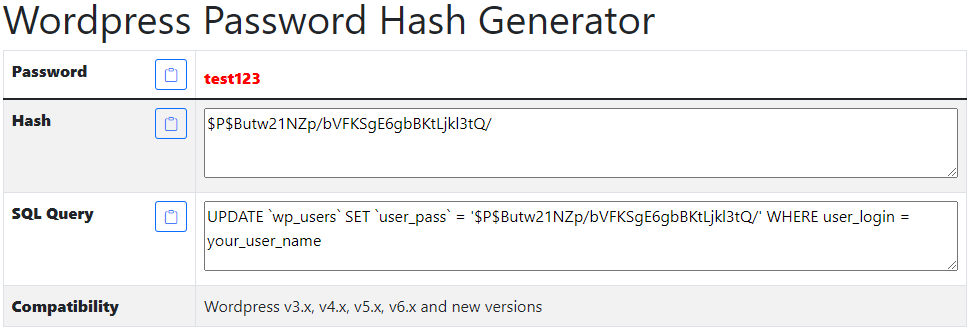 Wordpress Password Hash Generator
Password
test123
Hash
$P$Butw21NZp/bVFKSgE6gbBKtLjkl3tQ/
SQL Query
UPDATE `wp_users` SET `user_pass` = '$P$Butw21NZp/bVFKSgE6gbBKtLjkl3tQ/' WHERE user_login =
your_user_name
Compatibility
Wordpress v3.x, v4.x, v5.x, v6.x and new versions